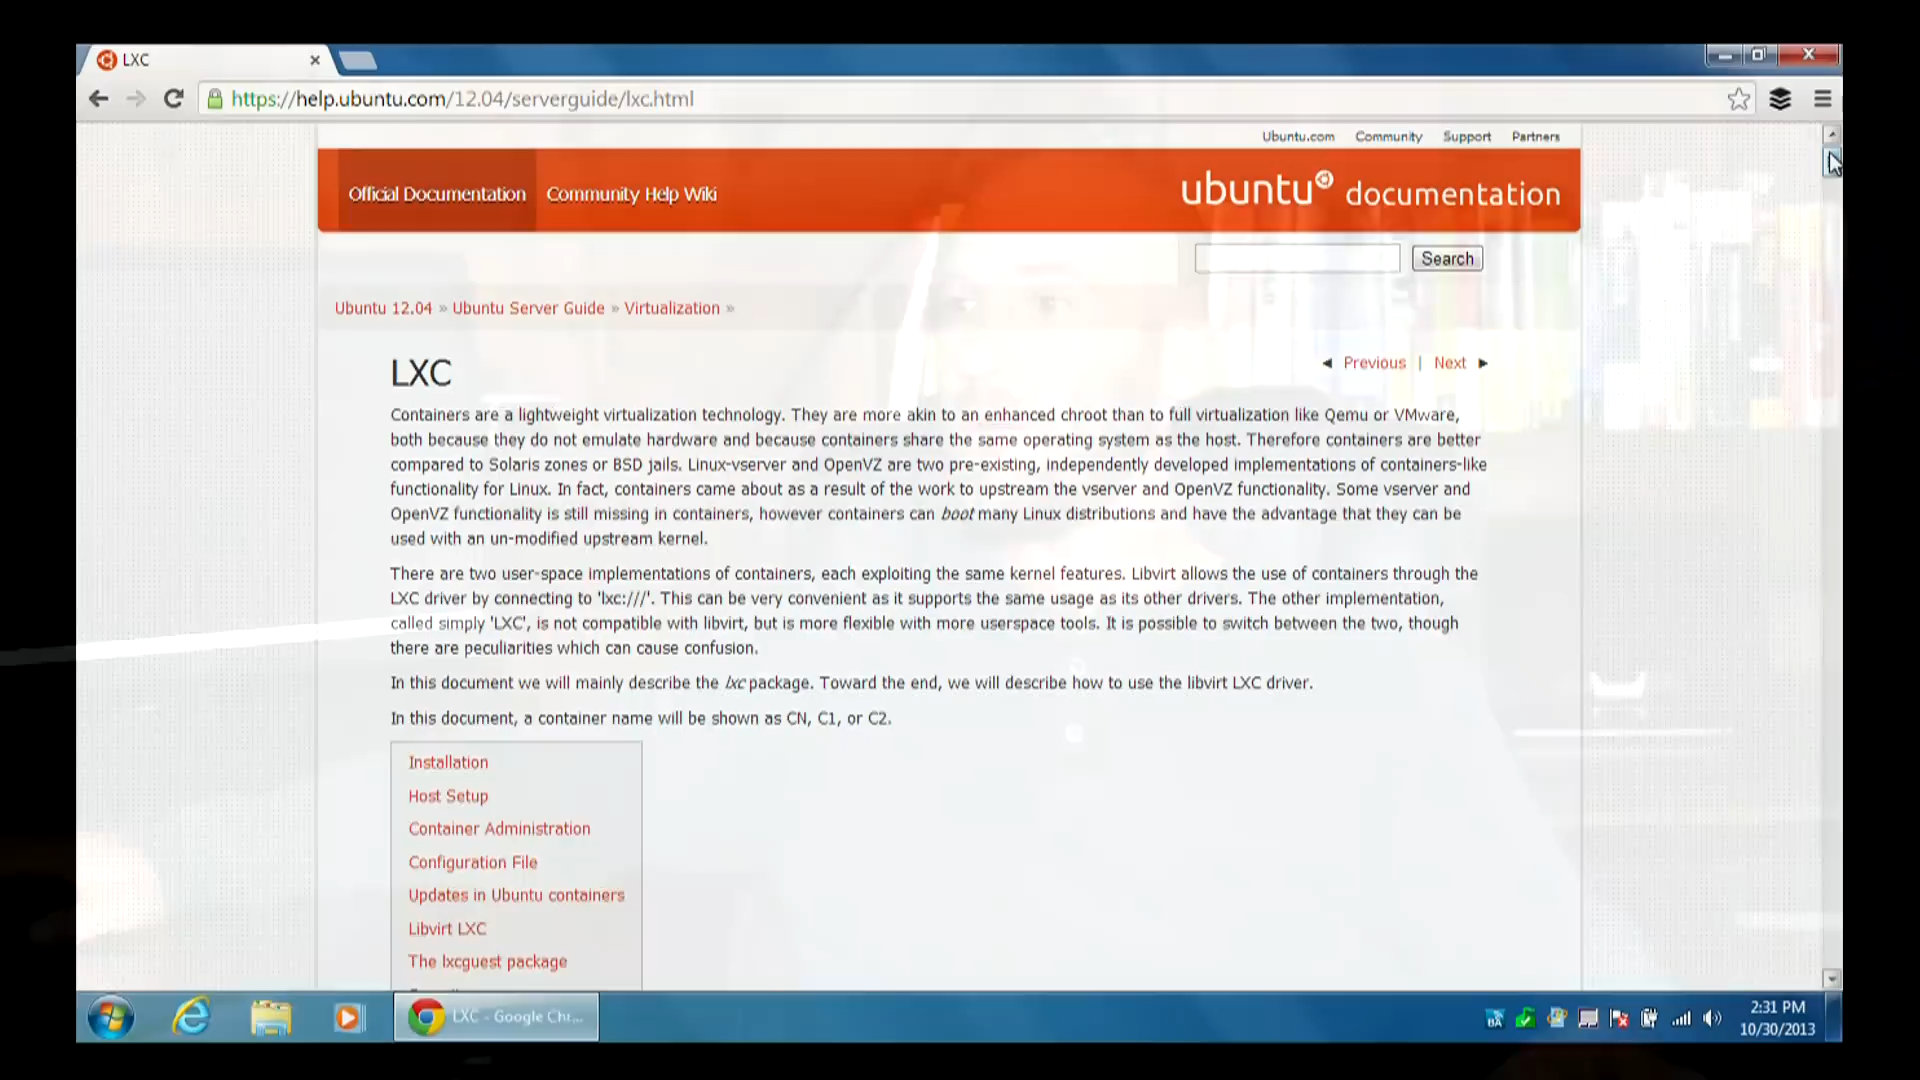 LXC
https://help.ubuntu.com/12.04/serverguide/lxc.html
Ubuntu.com Community Support Partners
Official Documentation Community Help Wiki
ubuntu documentation
Search
Ubuntu 12.04 » Ubuntu Server Guide » Virtualization »
LXC
Previous | Next
Containers are a lightweight virtualization technology. They are more akin to an enhanced chroot than to full virtualization like Qemu or VMware,
both because they do not emulate hardware and because containers share the same operating system as the host. Therefore containers are better
compared to Solaris zones or BSD jails. Linux-vserver and OpenVZ are two pre-existing, independently developed implementations of containers-like
functionality for Linux. In fact, containers came about as a result of the work to upstream the vserver and OpenVZ functionality. Some vserver and
OpenVZ functionality is still missing in containers, however containers can boot many Linux distributions and have the advantage that they can be
used with an un-modified upstream kernel.
There are two user-space implementations of containers, each exploiting the same kernel features. Libvirt allows the use of containers through the
LXC driver by connecting to 'lxc:///'. This can be very convenient as it supports the same usage as its other drivers. The other implementation,
called simply 'LXC', is not compatible with libvirt, but is more flexible with more userspace tools. It is possible to switch between the two, though
there are peculiarities which can cause confusion.
In this document we will mainly describe the lxc package. Toward the end, we will describe how to use the libvirt LXC driver.
In this document, a container name will be shown as CN, C1, or C2.
Installation
Host Setup
Container Administration
Configuration File
Updates in Ubuntu containers
Libvirt LXC
The lxcguest package
LXC - Google Chr...
2:31 PM
10/30/2013